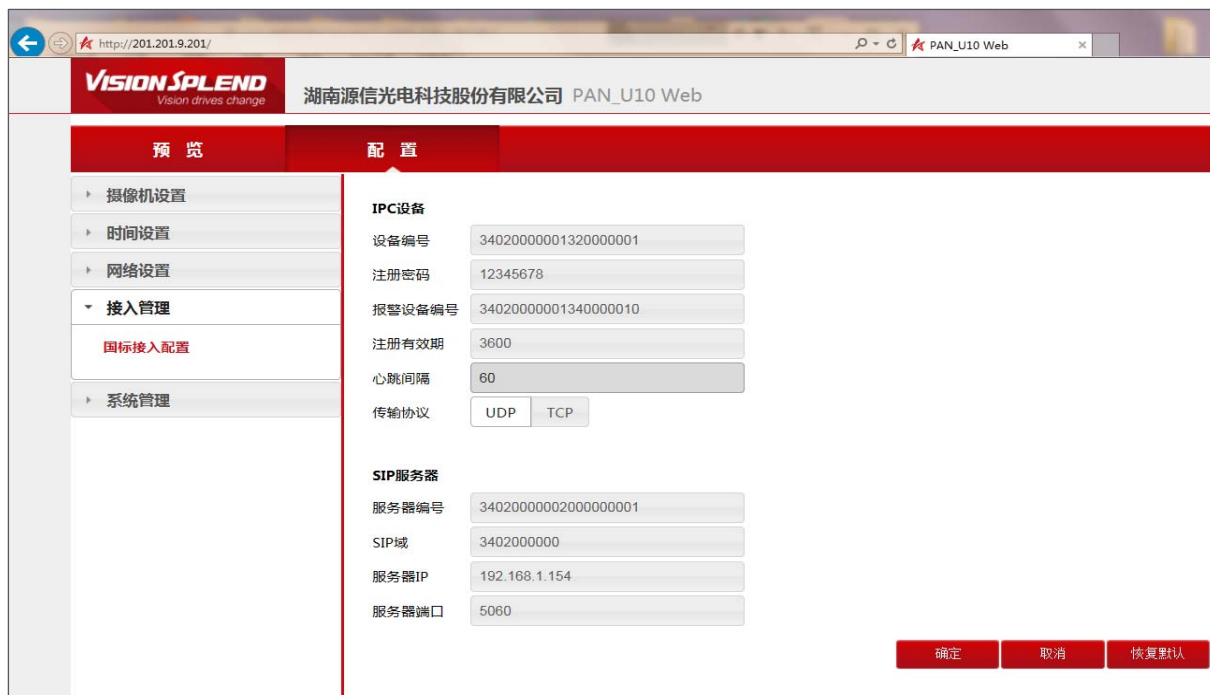 http://201.201.9.201/
PAN_U10 Web
VISION SPLEND
Vision drives change
湖南源信光电科技股份有限公司 PAN_U10 Web
预 览
配 置
摄像机设置
时间设置
网络设置
接入管理
国标接入配置
系统管理
IPC设备
设备编号 34020000001320000001
注册密码 12345678
报警设备编号 34020000001340000010
注册有效期 3600
心跳间隔 60
传输协议 UDP TCP
SIP服务器
服务器编号 34020000002000000001
SIP域 3402000000
服务器IP 192.168.1.154
服务器端口 5060
确定 取消 恢复默认